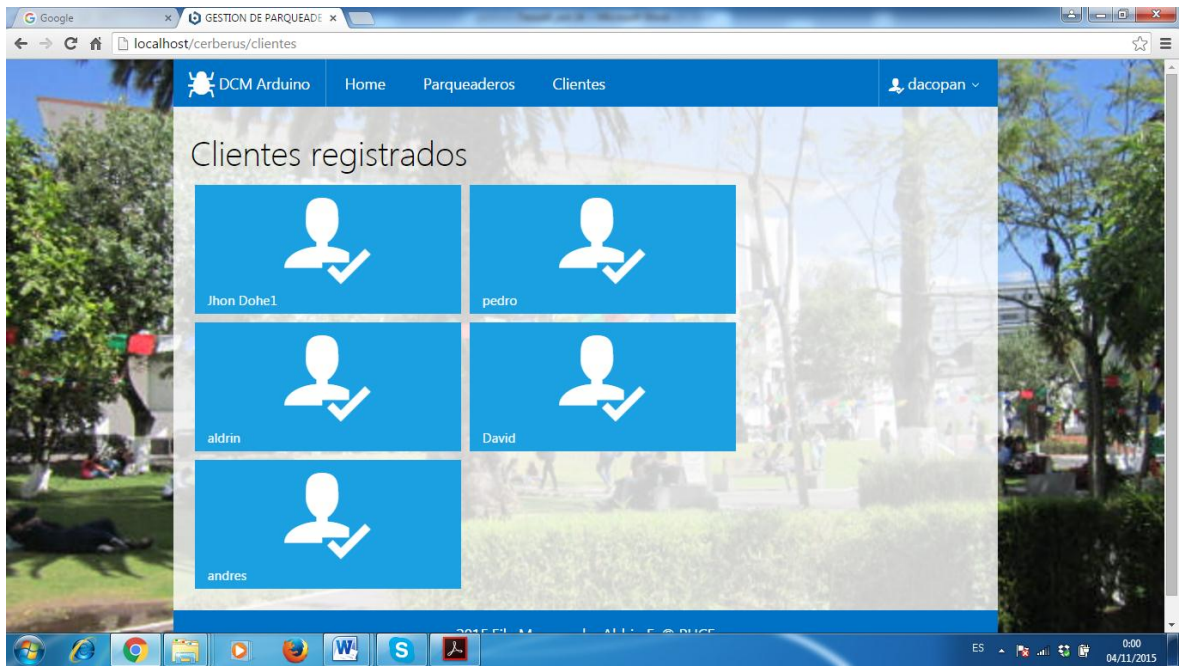 Google
GESTION DE PARQUEADE
localhost/cerberus/clientes
DCM Arduino
Home
Parqueaderos
Clientes
dacopan
Clientes registrados
Jhon Dohe1
pedro
aldrin
David
andres
ES
0:00
04/11/2015